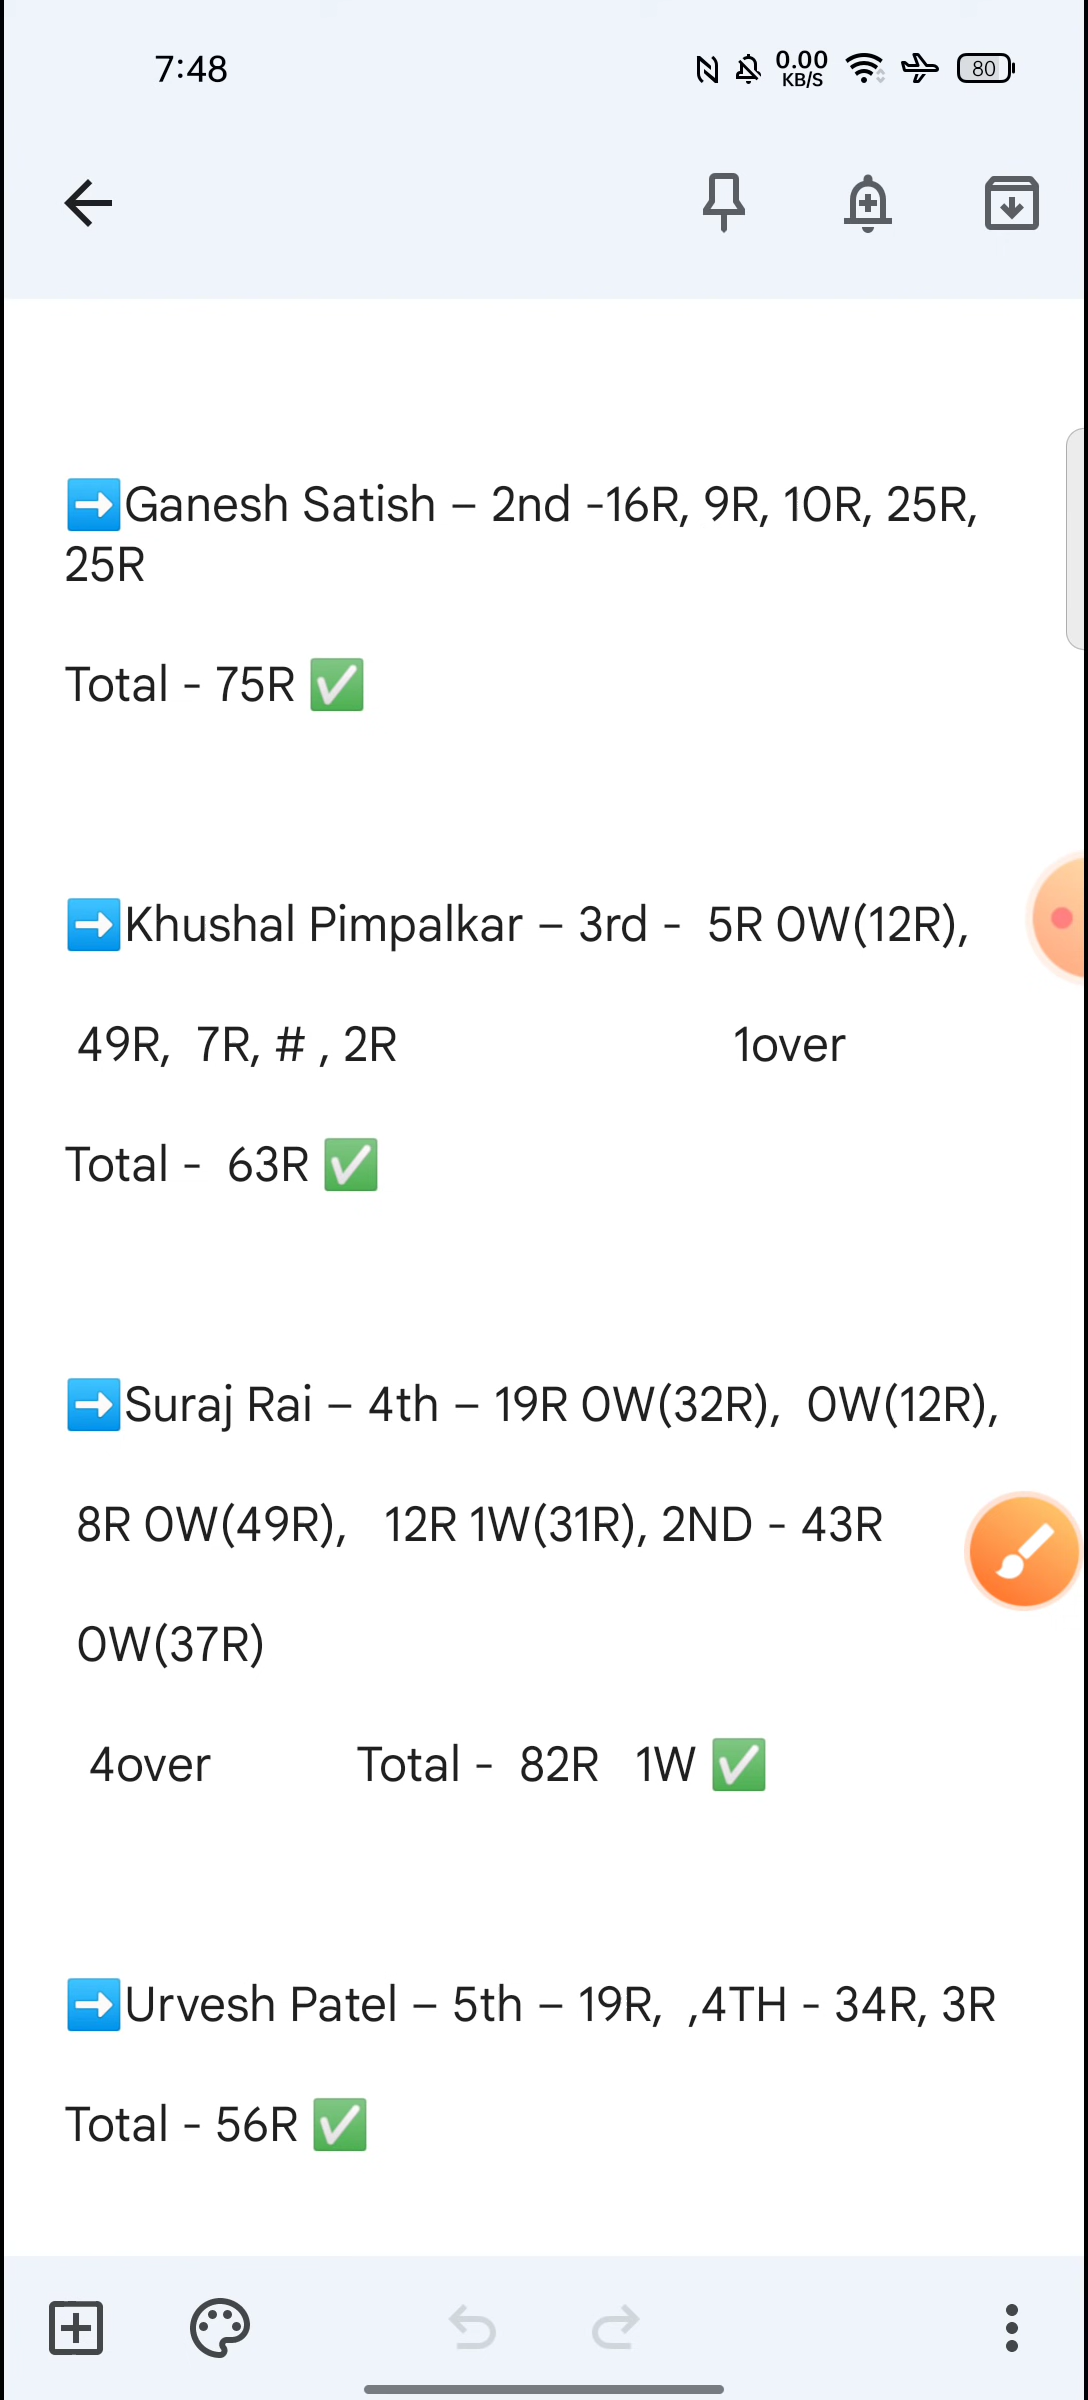 7:48 0.00 KB/S 80
➡️Ganesh Satish – 2nd -16R, 9R, 10R, 25R,
25R
Total - 75R ✅
➡️Khushal Pimpalkar – 3rd - 5R 0W(12R),
49R, 7R, # , 2R 1over
Total - 63R ✅
➡️Suraj Rai – 4th – 19R 0W(32R), 0W(12R),
8R 0W(49R), 12R 1W(31R), 2ND - 43R
0W(37R)
4over Total - 82R 1W ✅
➡️Urvesh Patel – 5th – 19R, ,4TH - 34R, 3R
Total - 56R ✅